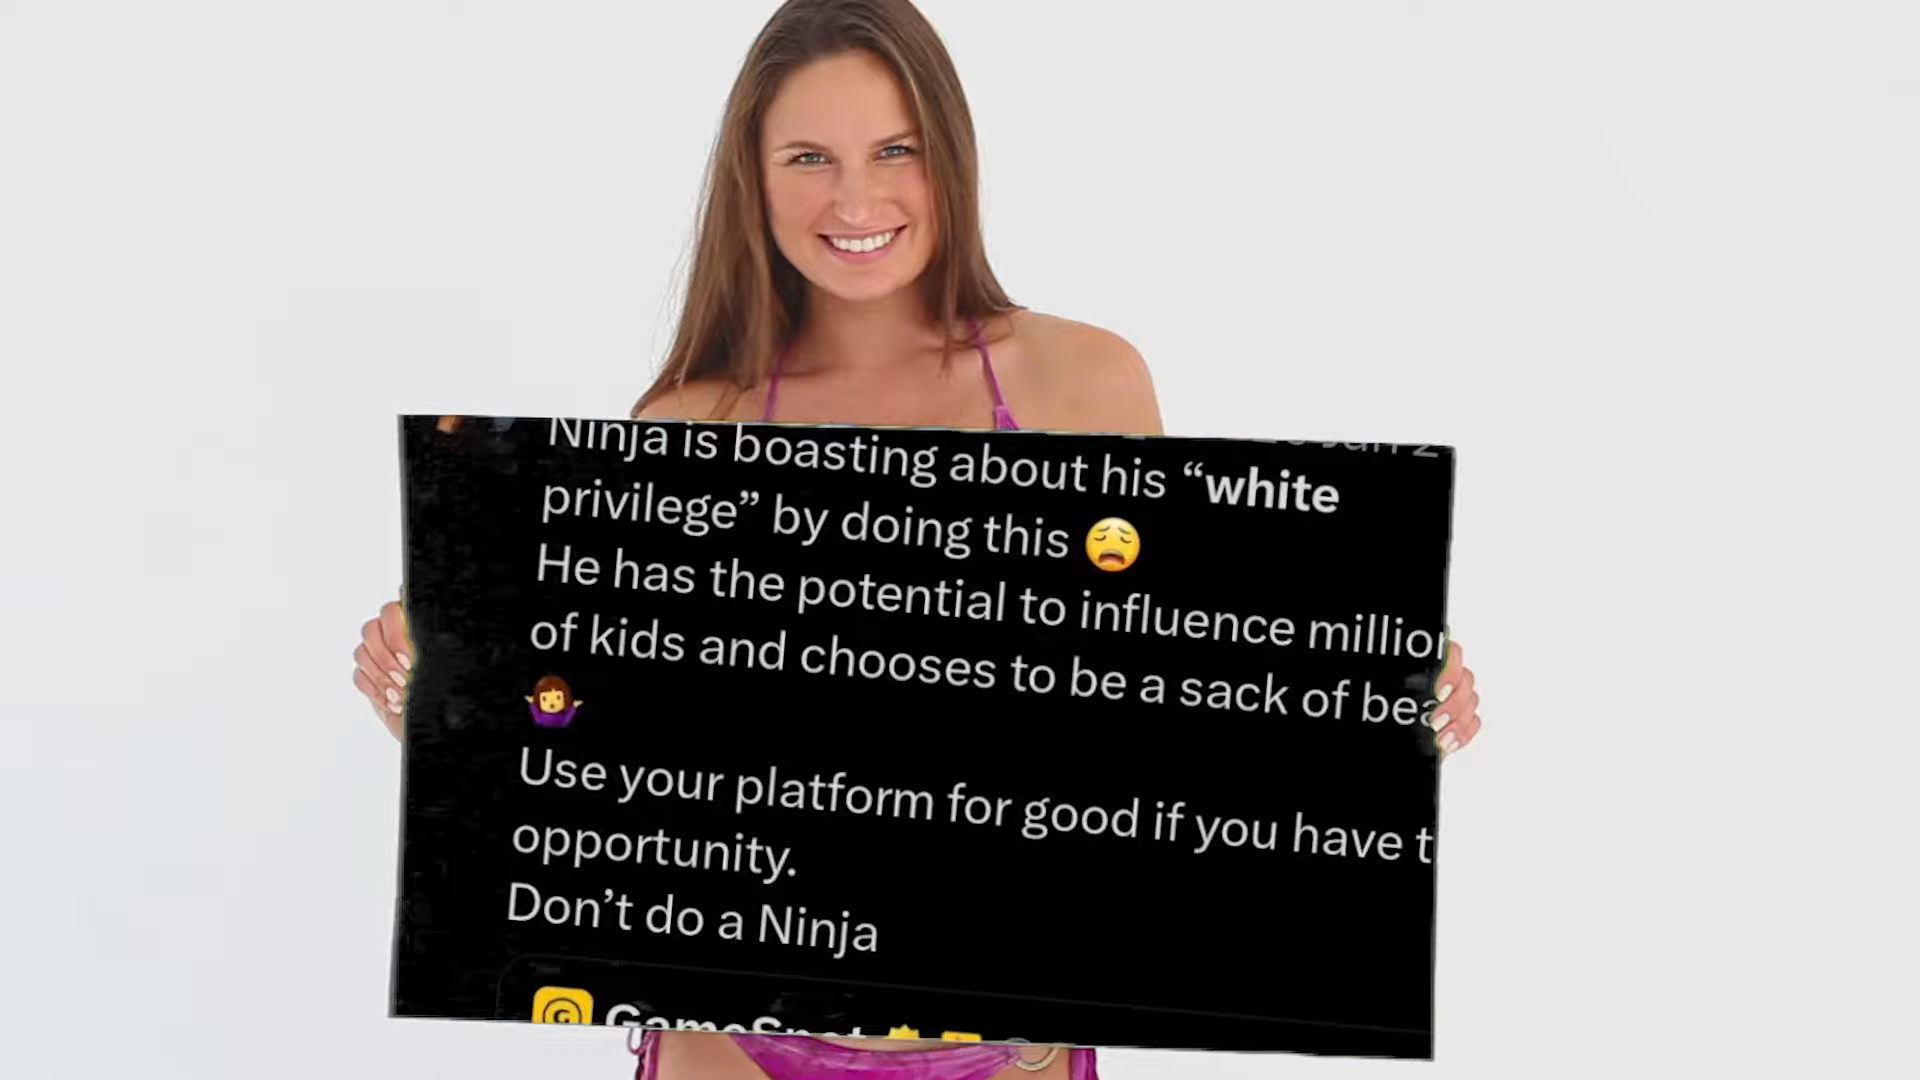 Ninja is boasting about his “white
privilege” by doing this 😩
He has the potential to influence
of kids and chooses to be a sack of
🤷‍♀️
Use your platform for good if you have
opportunity.
Don’t do a Ninja
GameSpot